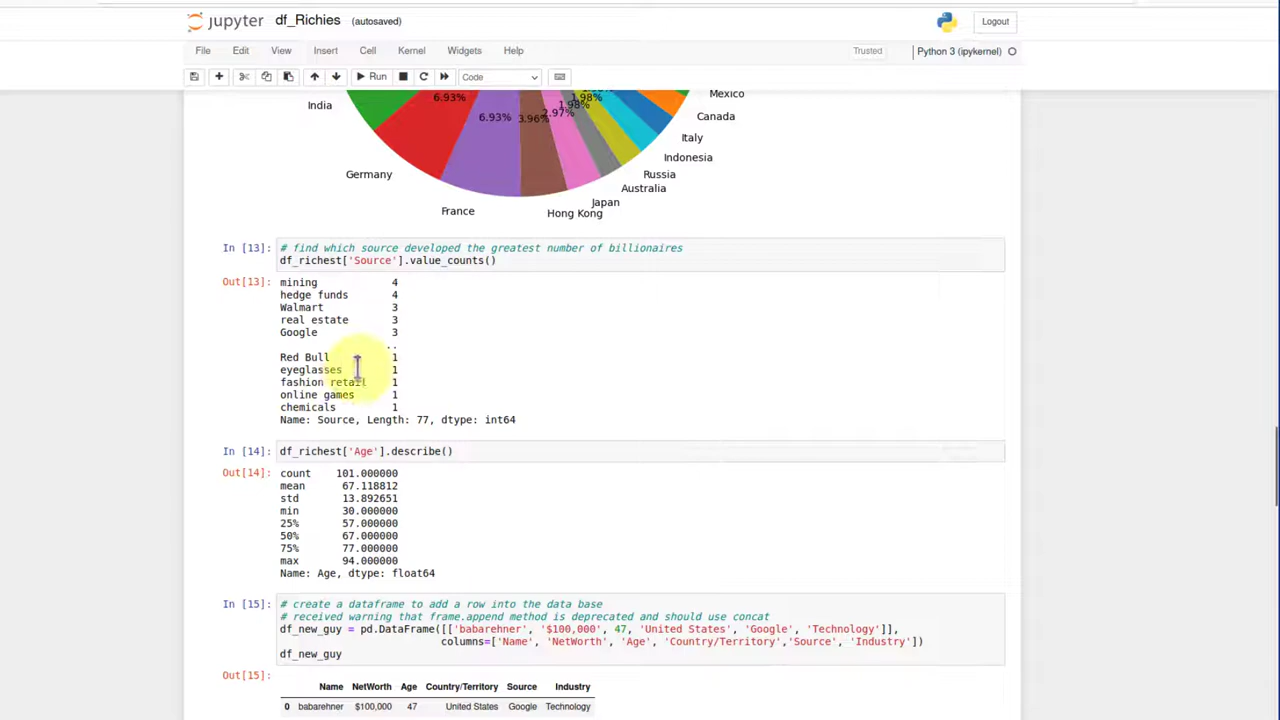 jupyter df_Richies (autosaved)
Logout
File Edit View Insert Cell Kernel Widgets Help
Trusted
Python 3 (ipykernel)
Run
Code
India
6.93%
6.93%
3.96%
2.97%
1.98%
1.98%
Mexico
Canada
Italy
Indonesia
Russia
Australia
Japan
Hong Kong
France
Germany
In [13]: # find which source developed the greatest number of billionaires
df_richest['Source'].value_counts()
Out[13]: mining 4
hedge funds 4
Walmart 3
real estate 3
Google 3
..
Red Bull 1
eyeglasses 1
fashion retail 1
online games 1
chemicals 1
Name: Source, Length: 77, dtype: int64
In [14]: df_richest['Age'].describe()
Out[14]: count 101.000000
mean 67.118812
std 13.892651
min 30.000000
25% 57.000000
50% 67.000000
75% 77.000000
max 94.000000
Name: Age, dtype: float64
In [15]: # create a dataframe to add a row into the data base
# received warning that frame.append method is deprecated and should use concat
df_new_guy = pd.DataFrame([['babarehner', '$100,000', 47, 'United States', 'Google', 'Technology']],
columns=['Name', 'NetWorth', 'Age', 'Country/Territory','Source', 'Industry'])
df_new_guy
Out[15]:
Name NetWorth Age Country/Territory Source Industry
0 babarehner $100,000 47 United States Google Technology